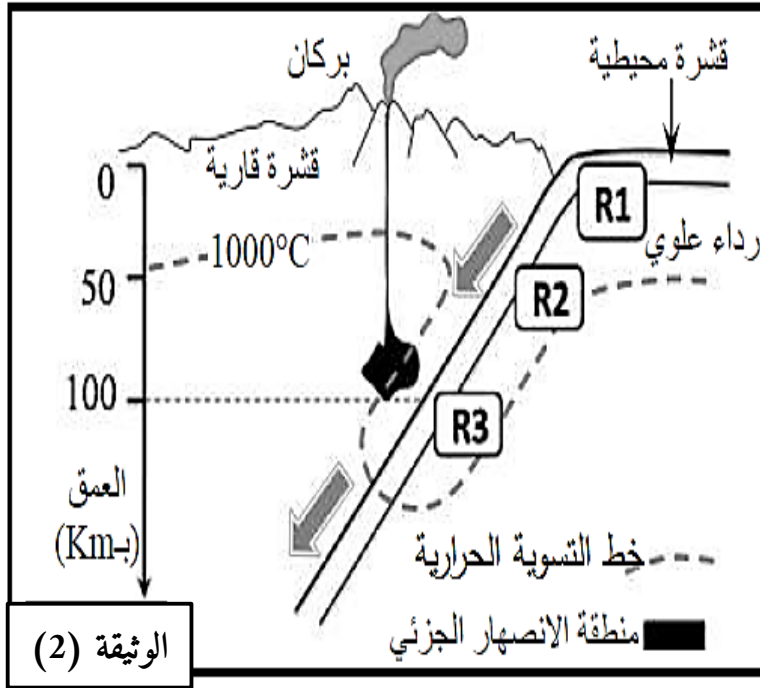 بركان
قشرة محيطية
قشرة قارية
0
R1
رداء علوي
1000°C
50
R2
100
R3
العمق
(Km-بـ)
خط التسوية الحرارية
منطقة الانصهار الجزئي
الوثيقة (2)